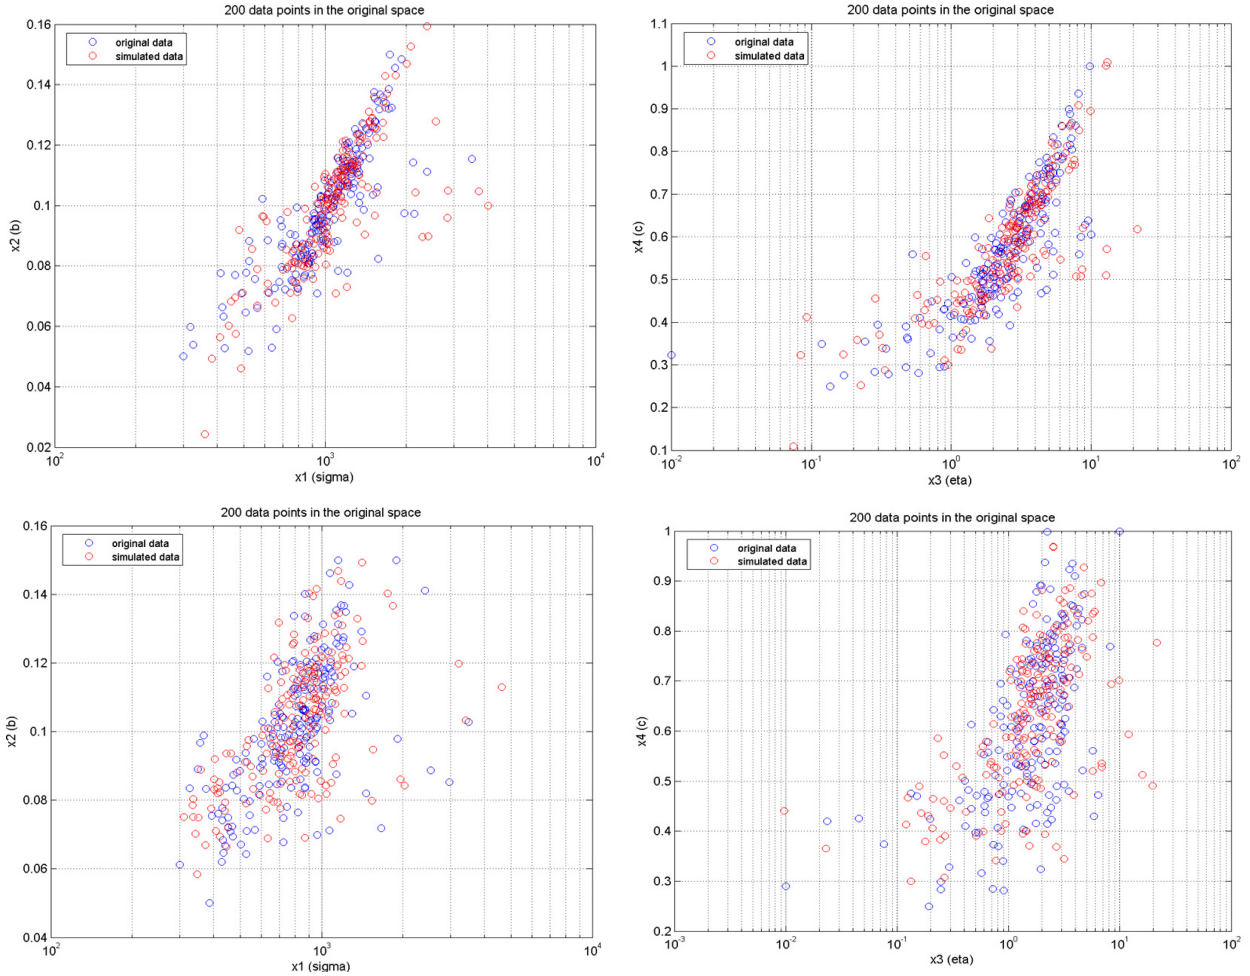 200 data points in the original space
original data
simulated data
0.16
0.14
0.12
0.1
0.08
0.06
0.04
0.02
x2 (b)
10^2
10^3
10^4
x1 (sigma)
200 data points in the original space
original data
simulated data
1.1
1
0.9
0.8
0.7
0.6
0.5
0.4
0.3
0.2
0.1
x4 (c)
10^-2
10^-1
10^0
10^1
10^2
x3 (eta)
200 data points in the original space
original data
simulated data
0.16
0.14
0.12
0.1
0.08
0.06
0.04
x2 (b)
10^2
10^3
10^4
x1 (sigma)
200 data points in the original space
original data
simulated data
1
0.9
0.8
0.7
0.6
0.5
0.4
0.3
0.2
x4 (c)
10^-3
10^-2
10^-1
10^0
10^1
10^2
x3 (eta)